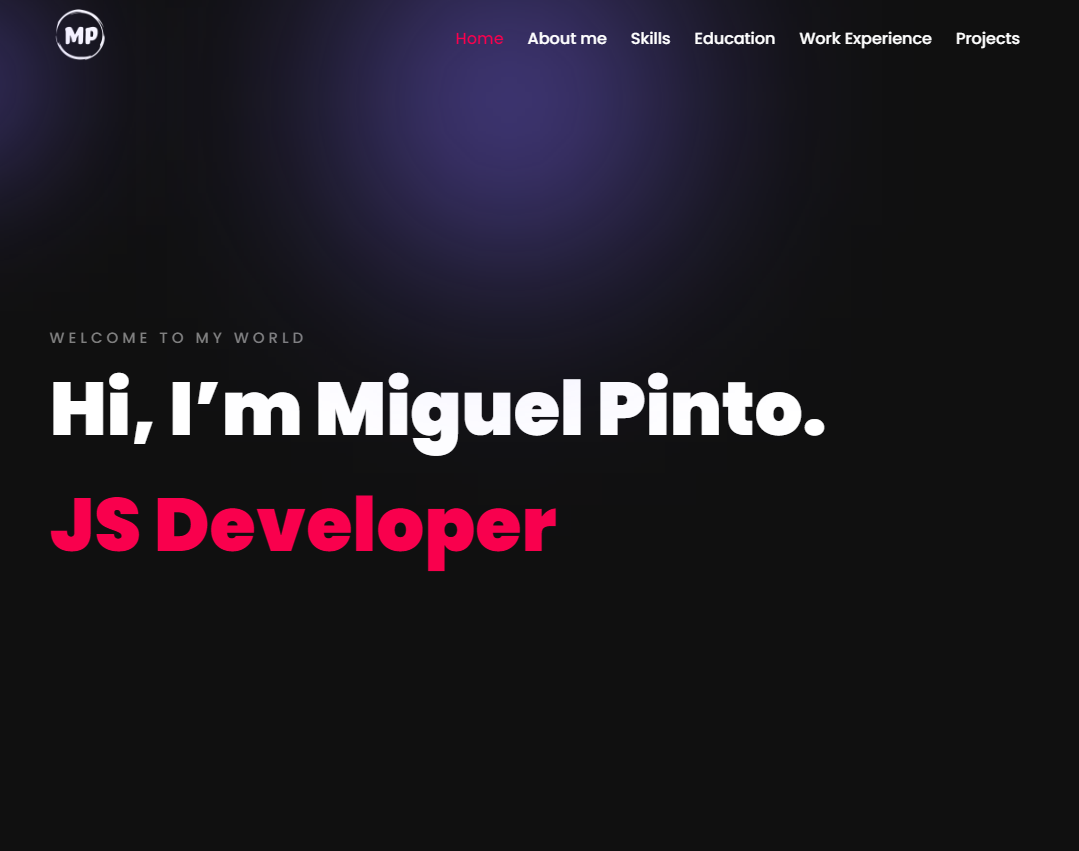 MP
Home About me Skills Education Work Experience Projects
WELCOME TO MY WORLD
Hi, I’m Miguel Pinto.
JS Developer